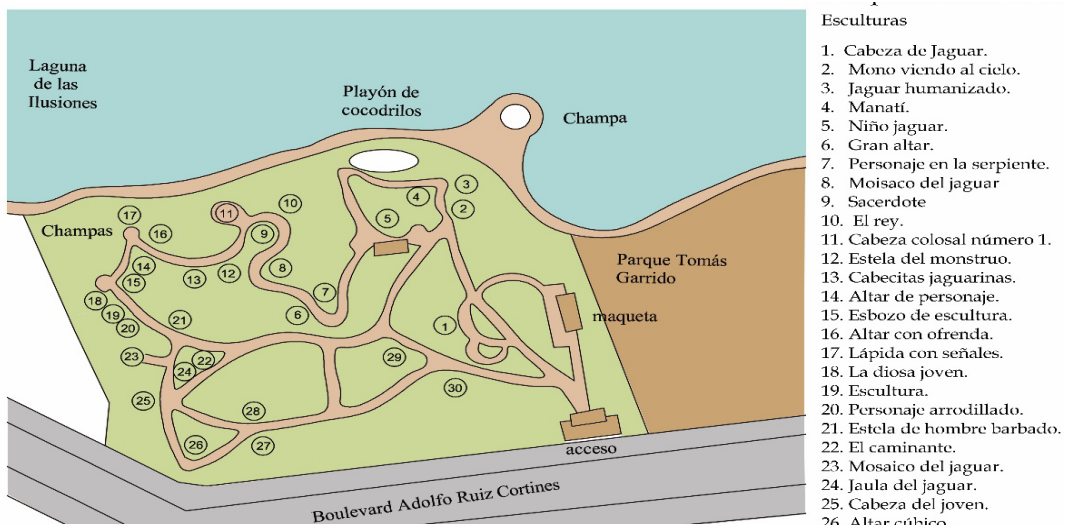 Laguna
de las
Ilusiones
Playón de
cocodrilos
Champa
Champas
Parque Tomás
Garrido
maqueta
acceso
Boulevard Adolfo Ruiz Cortines
17
16
11
10
9
14
15
13
12
8
7
6
5
4
3
2
1
18
19
20
21
22
23
24
25
26
27
28
29
30
Esculturas
1. Cabeza de Jaguar.
2. Mono viendo al cielo.
3. Jaguar humanizado.
4. Manatí.
5. Niño jaguar.
6. Gran altar.
7. Personaje en la serpiente.
8. Moisaco del jaguar
9. Sacerdote
10. El rey.
11. Cabeza colosal número 1.
12. Estela del monstruo.
13. Cabecitas jaguarinas.
14. Altar de personaje.
15. Esbozo de escultura.
16. Altar con ofrenda.
17. Lápida con señales.
18. La diosa joven.
19. Escultura.
20. Personaje arrodillado.
21. Estela de hombre barbado.
22. El caminante.
23. Mosaico del jaguar.
24. Jaula del jaguar.
25. Cabeza del joven.
26. Altar cúbico